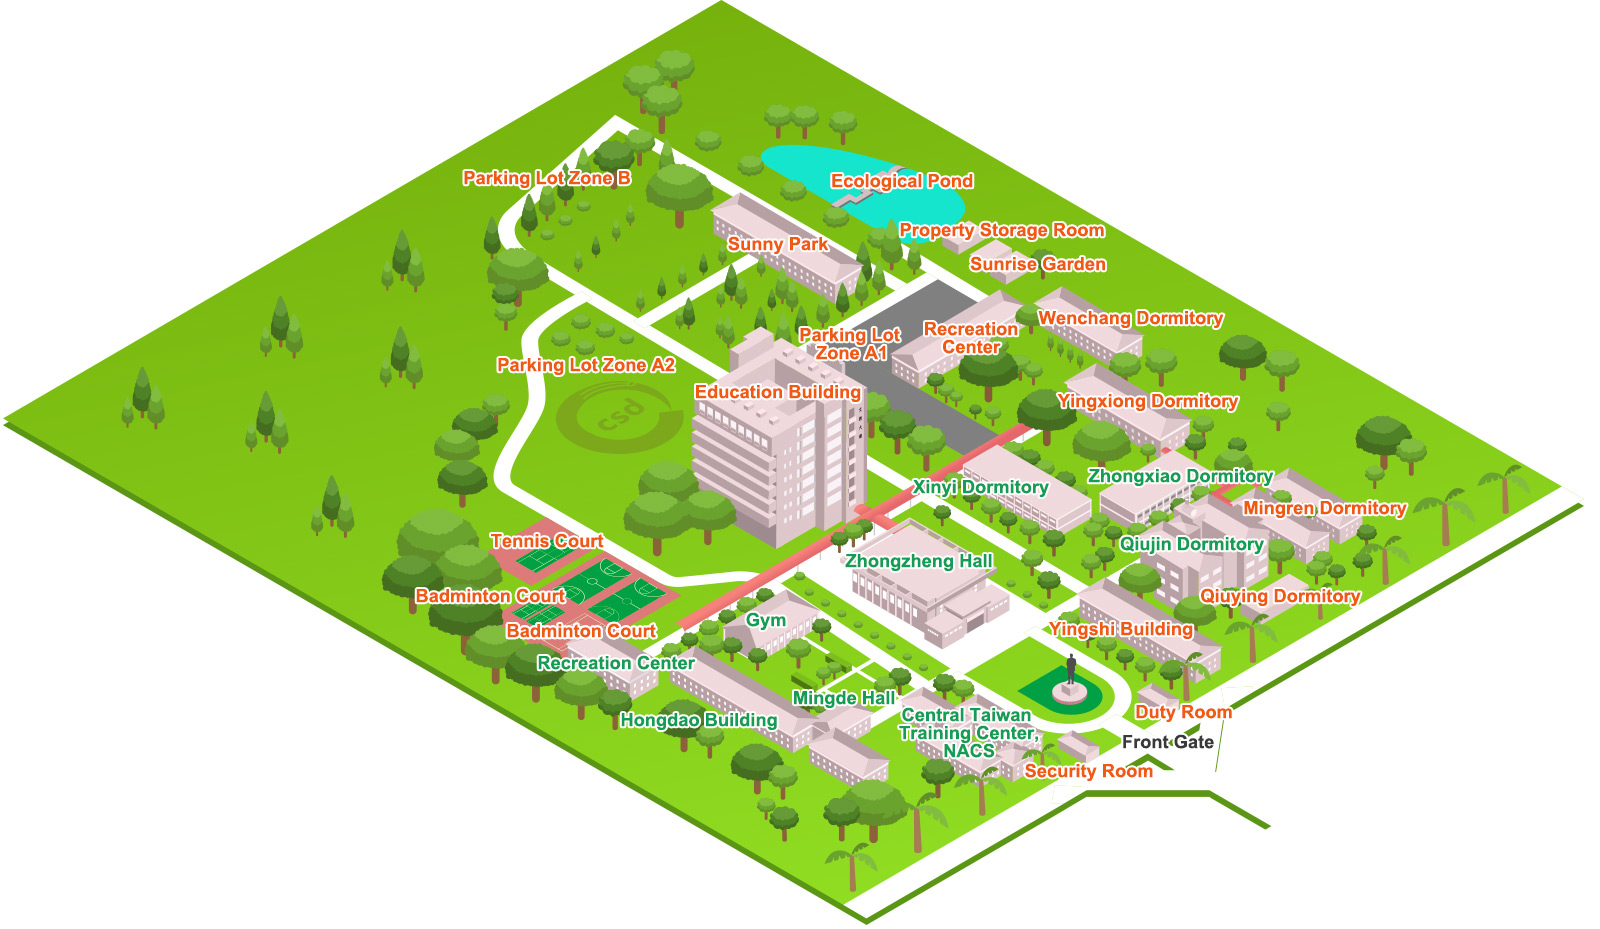 Parking Lot Zone B
Ecological Pond
Property Storage Room
Sunny Park
Sunrise Garden
Wenchang Dormitory
Recreation
Center
Parking Lot
Zone A1
Parking Lot Zone A2
Education Building
csd
Yingxiong Dormitory
Zhongxiao Dormitory
Xinyi Dormitory
Mingren Dormitory
Tennis Court
Qiujin Dormitory
Zhongzheng Hall
Badminton Court
Qiuying Dormitory
Gym
Badminton Court
Yingshi Building
Recreation Center
Mingde Hall
Hongdao Building
Central Taiwan
Training Center,
NACS
Duty Room
Front Gate
Security Room